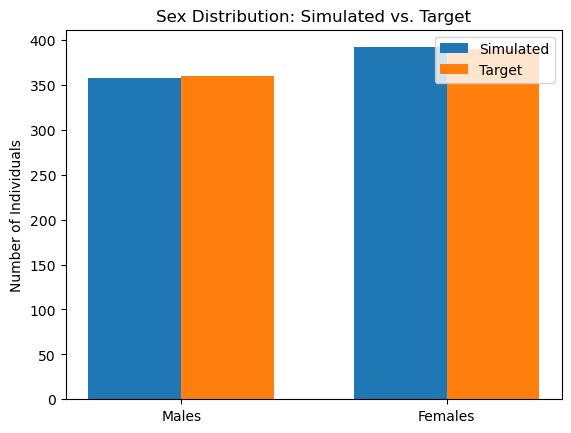 Sex Distribution: Simulated vs. Target
Simulated
Target
Number of Individuals
400
350
300
250
200
150
100
50
0
Males
Females